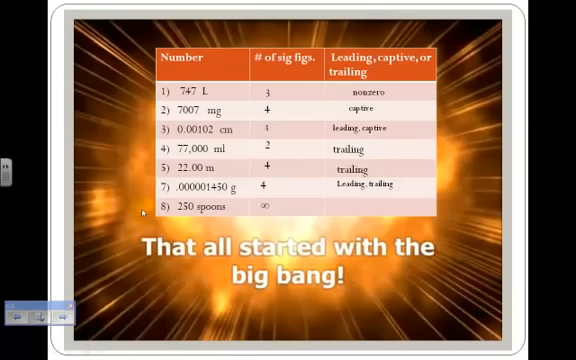 Number # of sig figs. Leading, captive, or
trailing
1) 747 L 3 nonzero
2) 7007 mg 4 captive
3) 0.00102 cm 3 leading, captive
4) 77,000 ml 2 trailing
5) 22.00 m 4 trailing
7) .000001450 g 4 Leading, trailing
8) 250 spoons ∞
That all started with the
big bang!